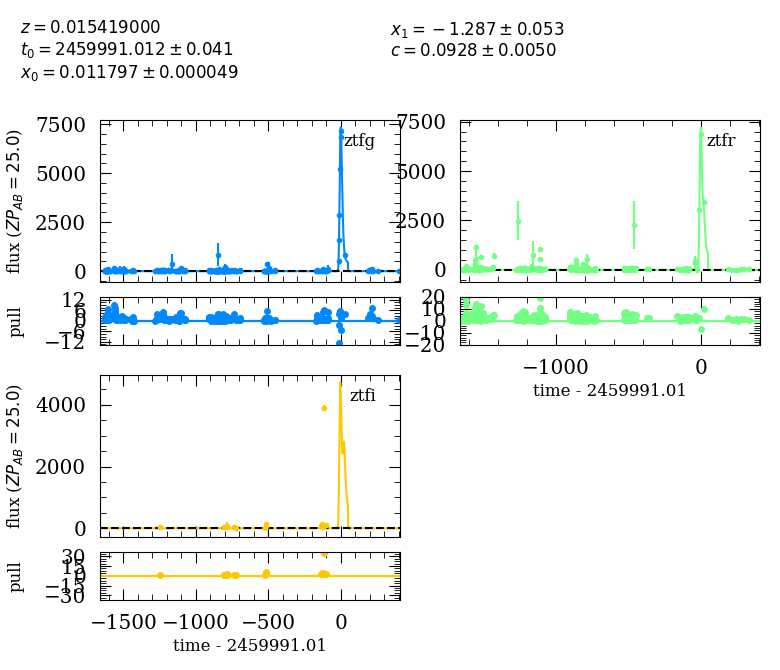 z = 0.015419000
t₀ = 2459991.012 ± 0.041
x₀ = 0.011797 ± 0.000049
x₁ = −1.287 ± 0.053
c = 0.0928 ± 0.0050
7500
5000
2500
0
flux (ZP_AB = 25.0)
ztfg
7500
5000
2500
0
ztfr
12
6
0
−6
−12
pull
20
10
0
−10
−20
−1000
0
time - 2459991.01
4000
2000
0
flux (ZP_AB = 25.0)
ztfi
30
15
0
−15
−30
pull
−1500
−1000
−500
0
time - 2459991.01